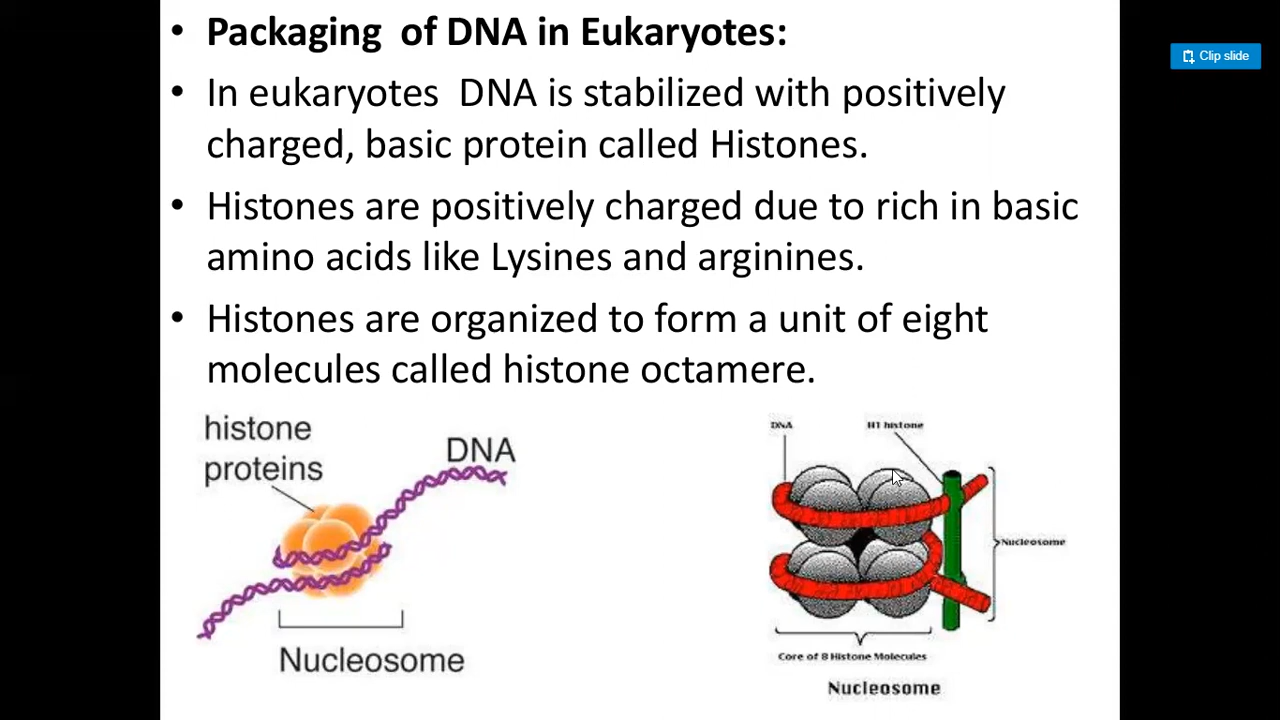 • Packaging of DNA in Eukaryotes:
Clip slide
• In eukaryotes DNA is stabilized with positively
charged, basic protein called Histones.
• Histones are positively charged due to rich in basic
amino acids like Lysines and arginines.
• Histones are organized to form a unit of eight
molecules called histone octamere.
histone
proteins
DNA
Nucleosome
DNA
H1 histone
Nucleosome
Core of 8 Histone Molecules
Nucleosome